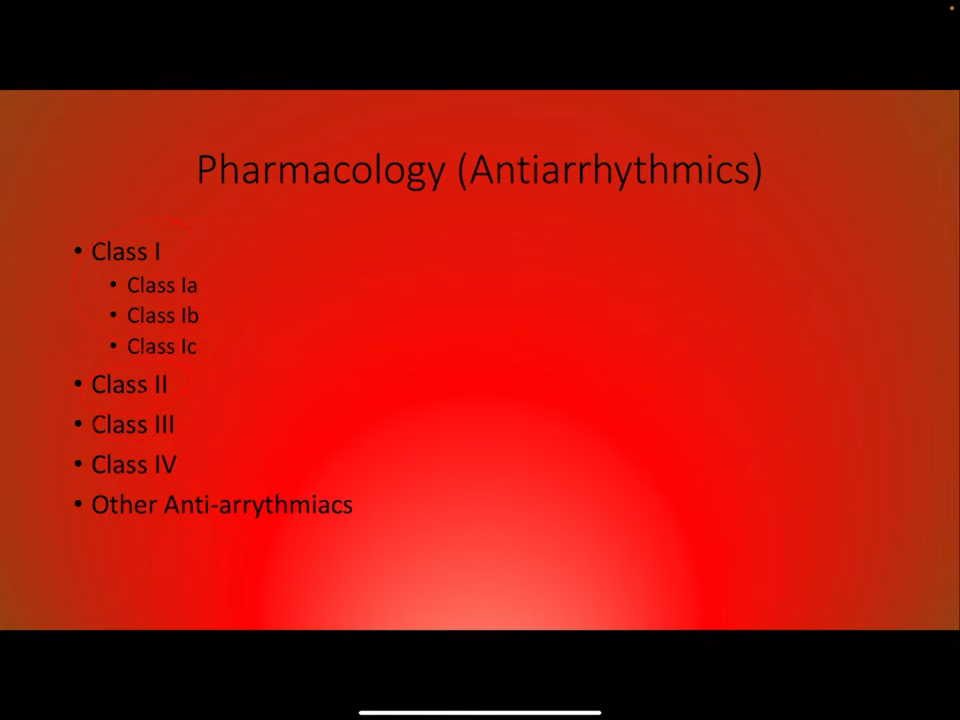 Pharmacology (Antiarrhythmics)
• Class I
• Class Ia
• Class Ib
• Class Ic
• Class II
• Class III
• Class IV
• Other Anti-arrythmiacs